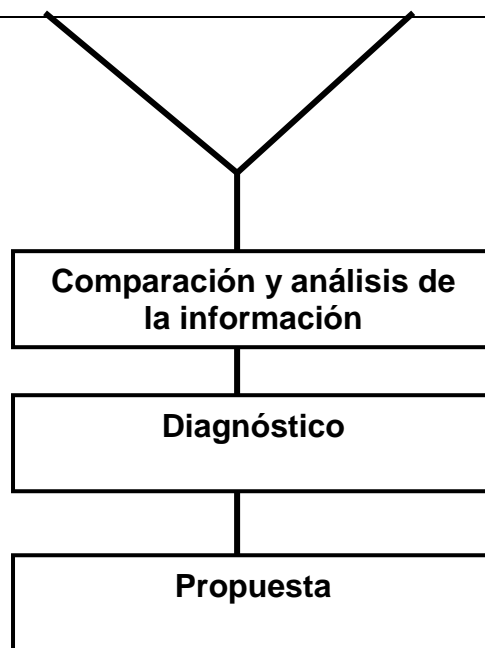 Comparación y análisis de
la información
Diagnóstico
Propuesta